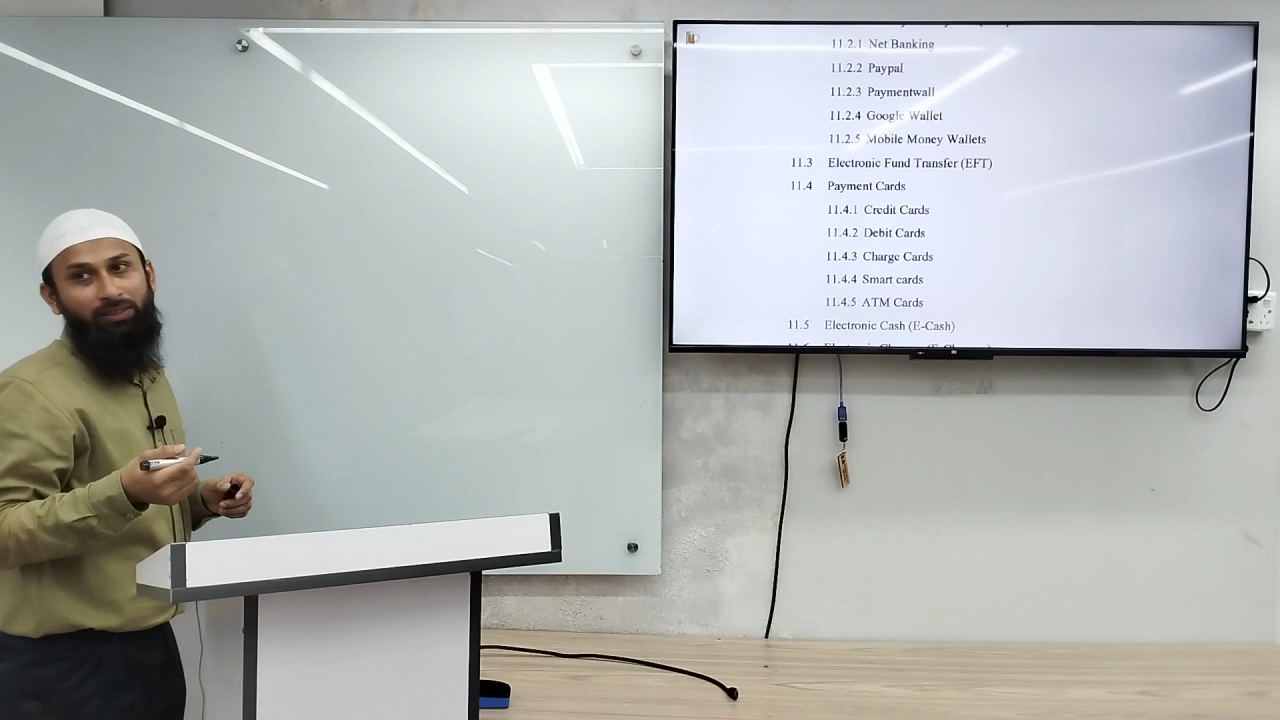 11.2.1 Net Banking
11.2.2 Paypal
11.2.3 Paymentwall
11.2.4 Google Wallet
11.2.5 Mobile Money Wallets
11.3 Electronic Fund Transfer (EFT)
11.4 Payment Cards
11.4.1 Credit Cards
11.4.2 Debit Cards
11.4.3 Charge Cards
11.4.4 Smart cards
11.4.5 ATM Cards
11.5 Electronic Cash (E-Cash)